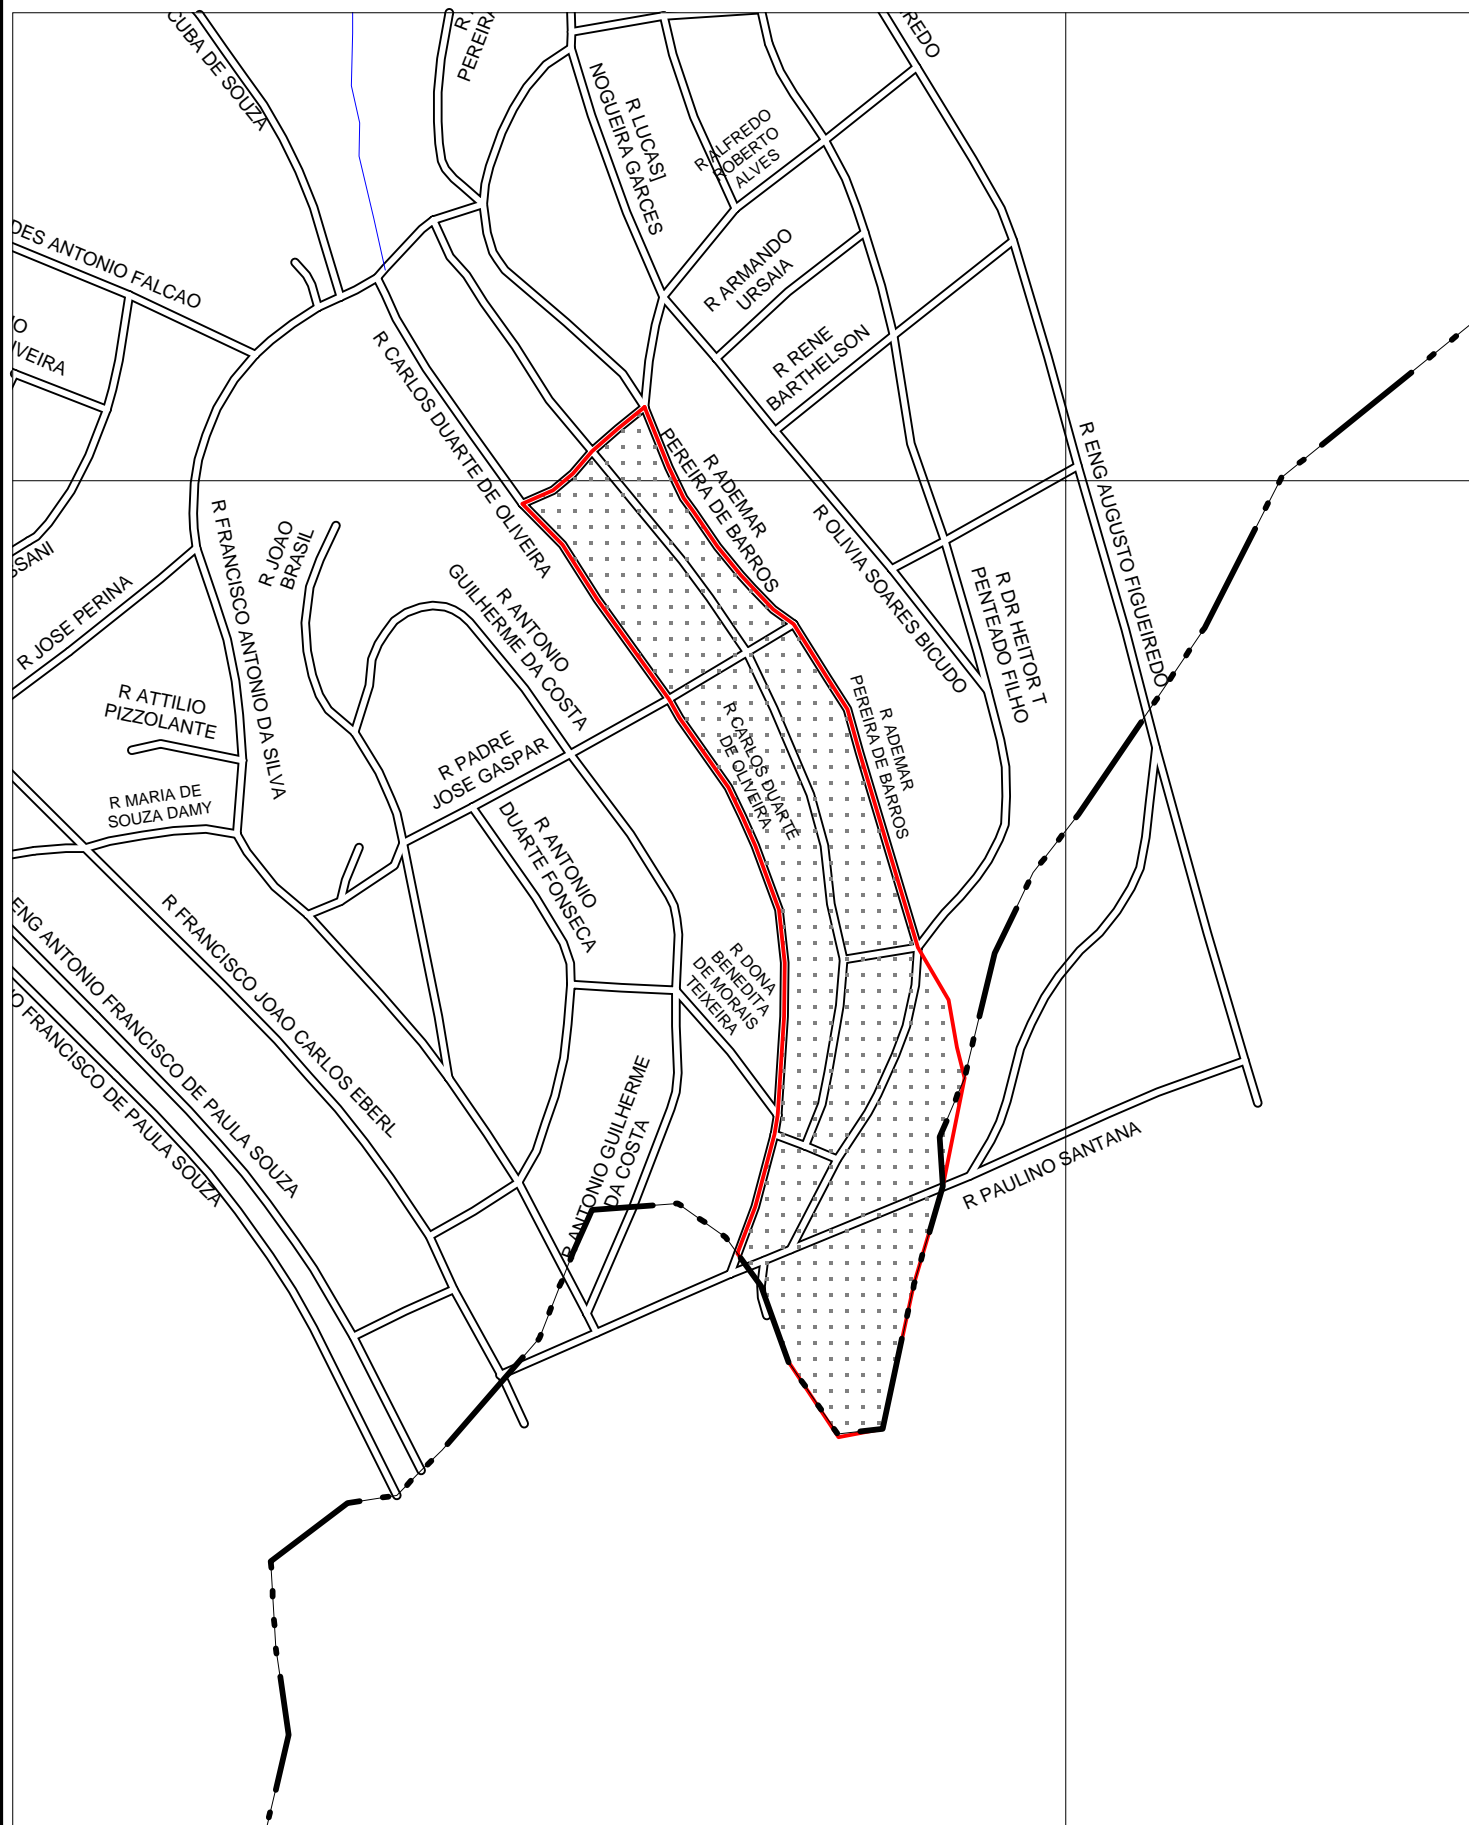 CUBA DE SOUZA
R
PEREIRA
REDO
NOGUEIRA GARCES
R LUCAS]
R ALFREDO
ROBERTO
ALVES
DES ANTONIO FALCAO
R ARMANDO
URSAIA
IVEIRA
R RENE
BARTHELSON
R CARLOS DUARTE DE OLIVEIRA
R ADEMAR
PEREIRA DE BARROS
R ENG AUGUSTO FIGUEIREDO
SSANI
R FRANCISCO ANTONIO DA SILVA
R JOAO
BRASIL
R OLIVIA SOARES BICUDO
R JOSE PERINA
R ANTONIO
GUILHERME DA COSTA
R DR HEITOR T
PENTEADO FILHO
R ATTILIO
PIZZOLANTE
R PADRE
JOSE GASPAR
R CARLOS DUARTE
DE OLIVEIRA
R ADEMAR
PEREIRA DE BARROS
R MARIA DE
SOUZA DAMY
R ANTONIO
DUARTE FONSECA
R FRANCISCO JOAO CARLOS EBERL
ENG ANTONIO FRANCISCO DE PAULA SOUZA
IO FRANCISCO DE PAULA SOUZA
R DONA
BENEDITA
DE MORAIS
TEIXEIRA
R ANTONIO GUILHERME
DA COSTA
R PAULINO SANTANA